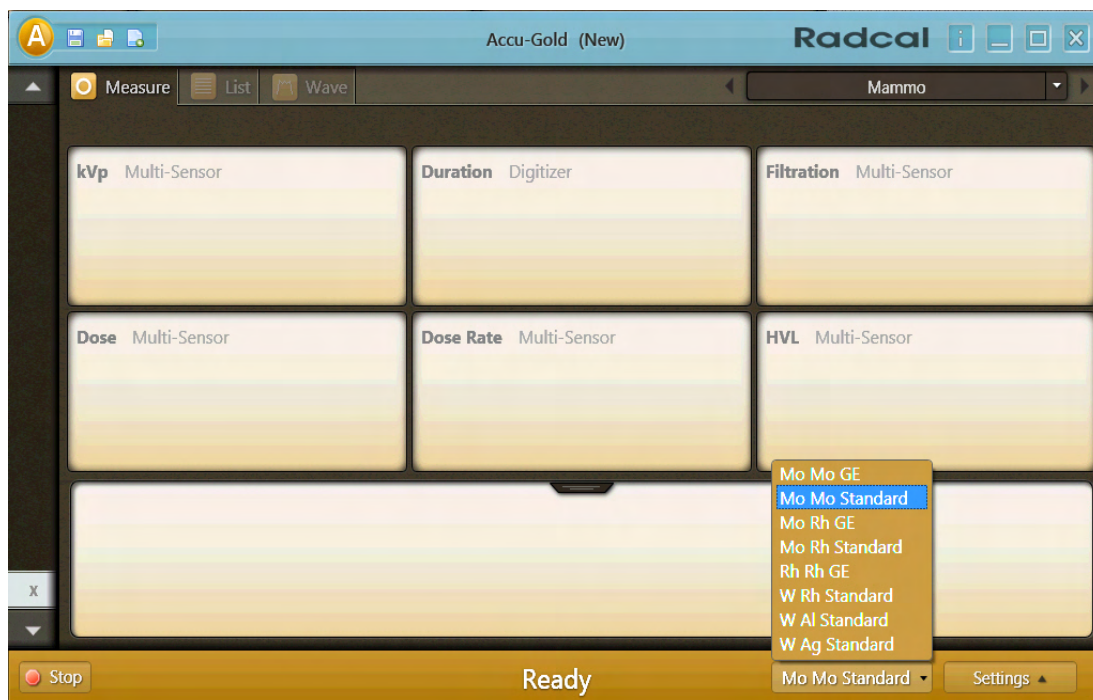 A
Accu-Gold (New)
Radcal
i
Measure
List
Wave
Mammo
kVp Multi-Sensor
Duration Digitizer
Filtration Multi-Sensor
Dose Multi-Sensor
Dose Rate Multi-Sensor
HVL Multi-Sensor
Mo Mo GE
Mo Mo Standard
Mo Rh GE
Mo Rh Standard
Rh Rh GE
W Rh Standard
W Al Standard
W Ag Standard
X
Stop
Ready
Mo Mo Standard
Settings